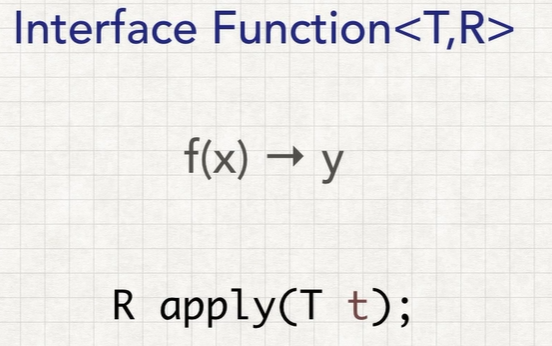 Interface Function<T,R>
f(x) → y
R apply(T t);